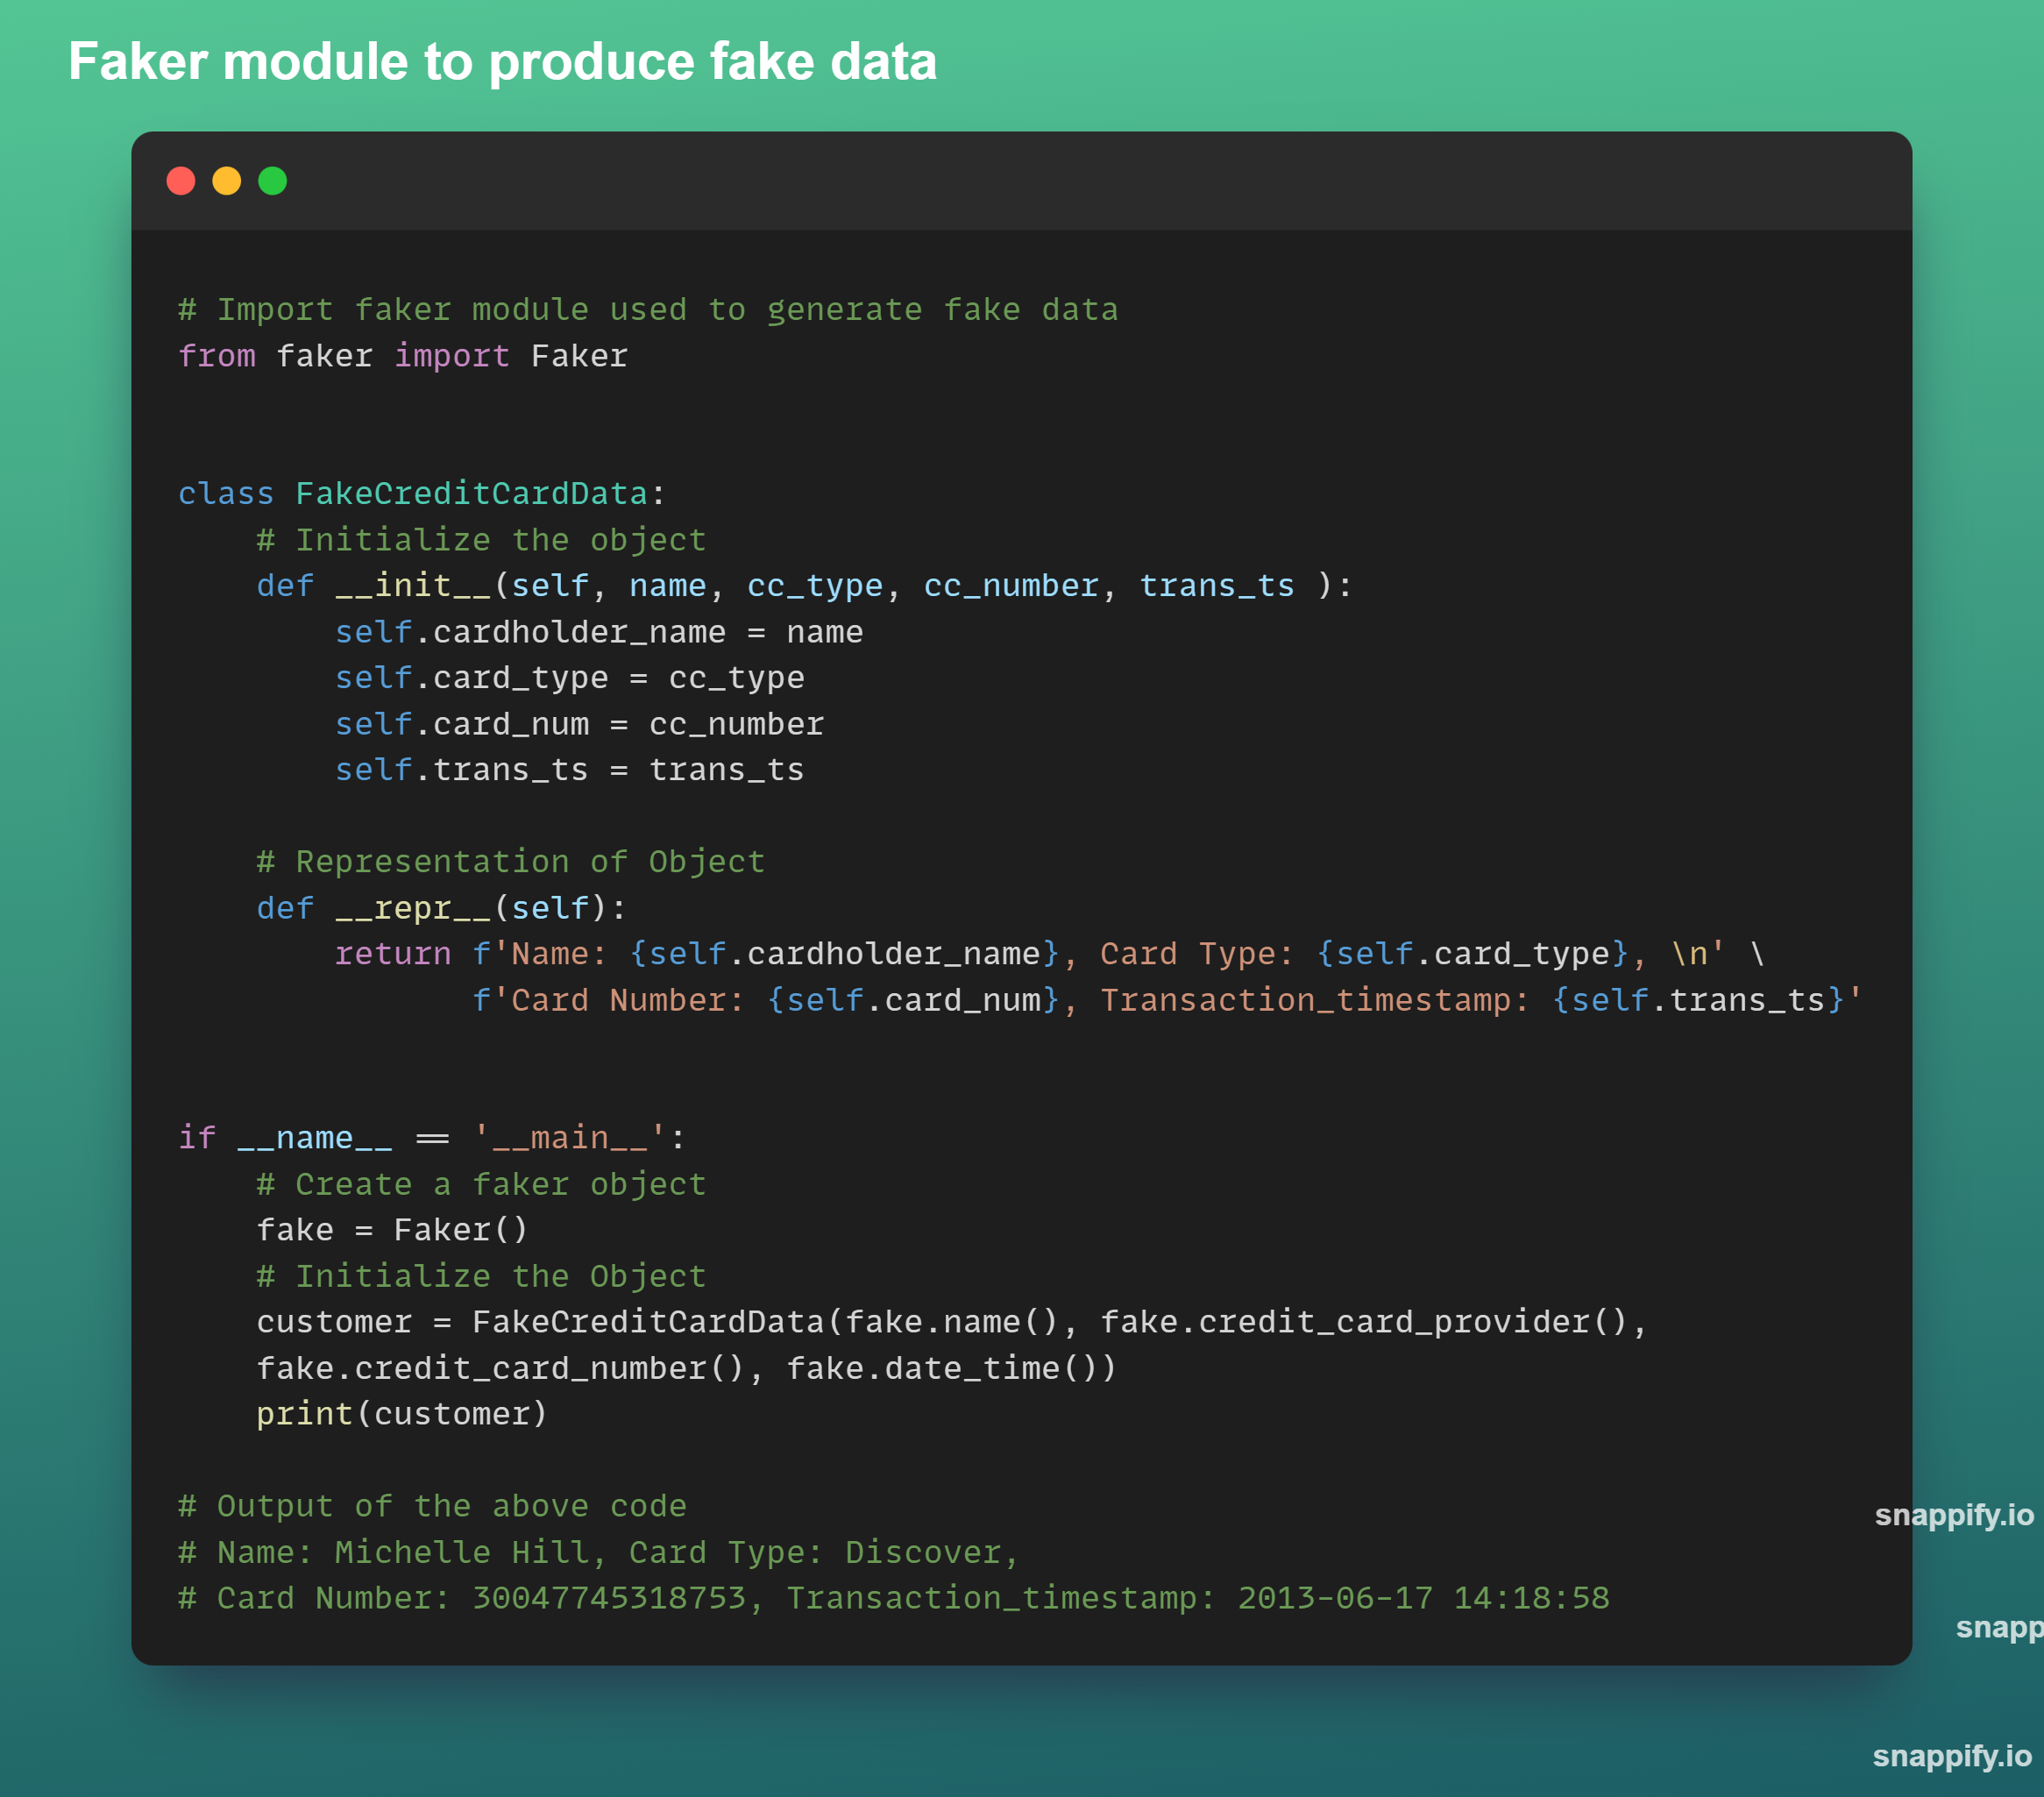 Faker module to produce fake data
# Import faker module used to generate fake data
from faker import Faker
class FakeCreditCardData:
    # Initialize the object
    def __init__(self, name, cc_type, cc_number, trans_ts ):
        self.cardholder_name = name
        self.card_type = cc_type
        self.card_num = cc_number
        self.trans_ts = trans_ts
    # Representation of Object
    def __repr__(self):
        return f'Name: {self.cardholder_name}, Card Type: {self.card_type}, \n' \
               f'Card Number: {self.card_num}, Transaction_timestamp: {self.trans_ts}'
if __name__ == '__main__':
    # Create a faker object
    fake = Faker()
    # Initialize the Object
    customer = FakeCreditCardData(fake.name(), fake.credit_card_provider(),
    fake.credit_card_number(), fake.date_time())
    print(customer)
# Output of the above code
# Name: Michelle Hill, Card Type: Discover,
# Card Number: 30047745318753, Transaction_timestamp: 2013-06-17 14:18:58
snappify.io
snapp
snappify.io